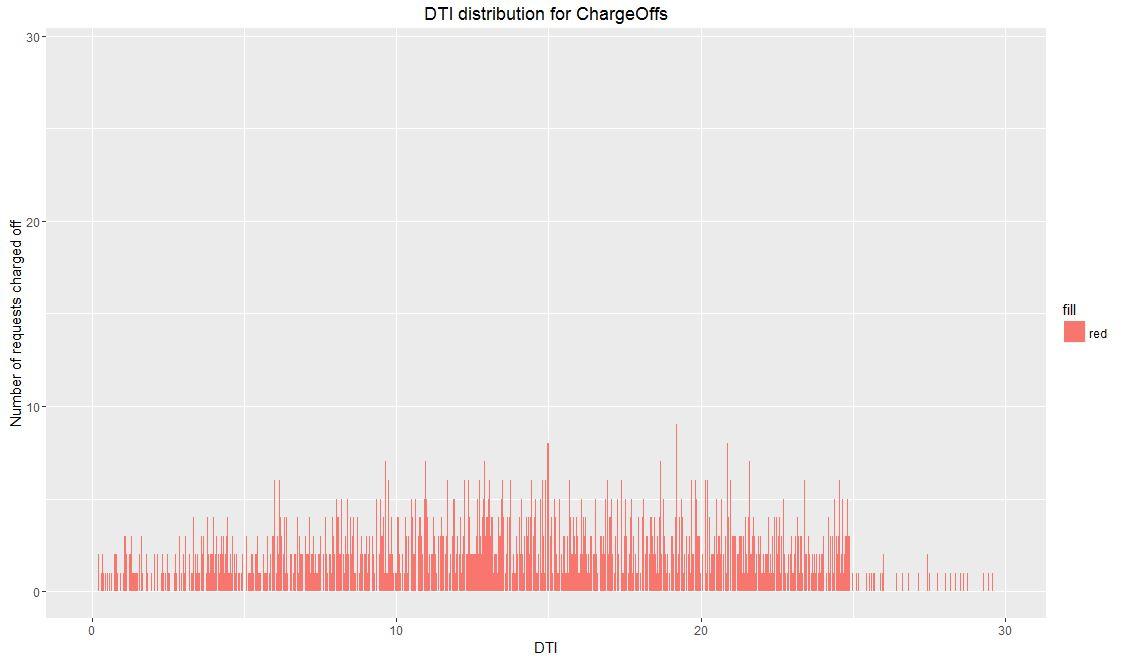 DTI distribution for ChargeOffs
30
20
10
0
Number of requests charged off
0
10
20
30
DTI
fill
red